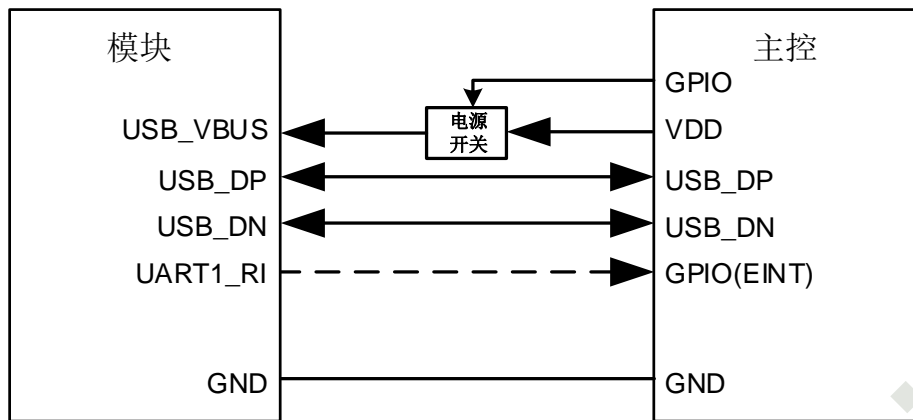 模块
主控
GPIO
USB_VBUS
电源
开关
VDD
USB_DP
USB_DP
USB_DN
USB_DN
UART1_RI
GPIO(EINT)
GND
GND